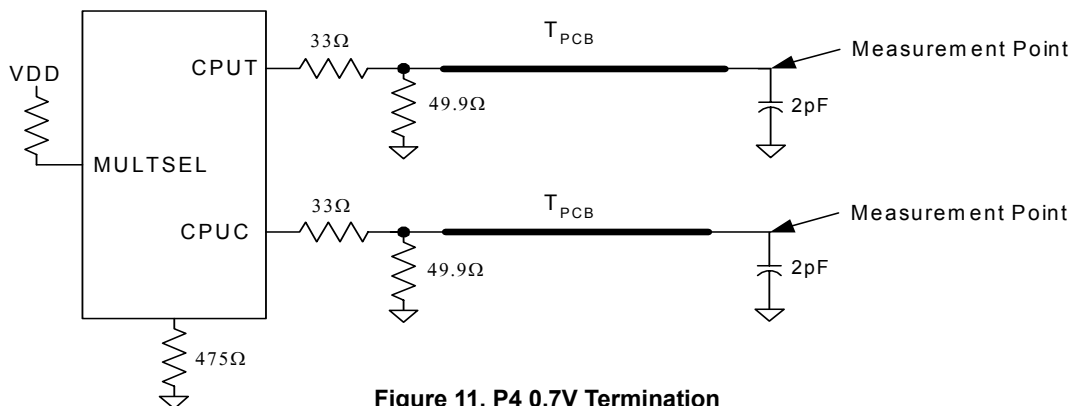 T PCB
33Ω
Measurement Point
VDD
CPUT
49.9Ω
2pF
MULTSEL
T PCB
33Ω
Measurement Point
CPUC
49.9Ω
2pF
475Ω
Figure 11. P4 0.7V Termination